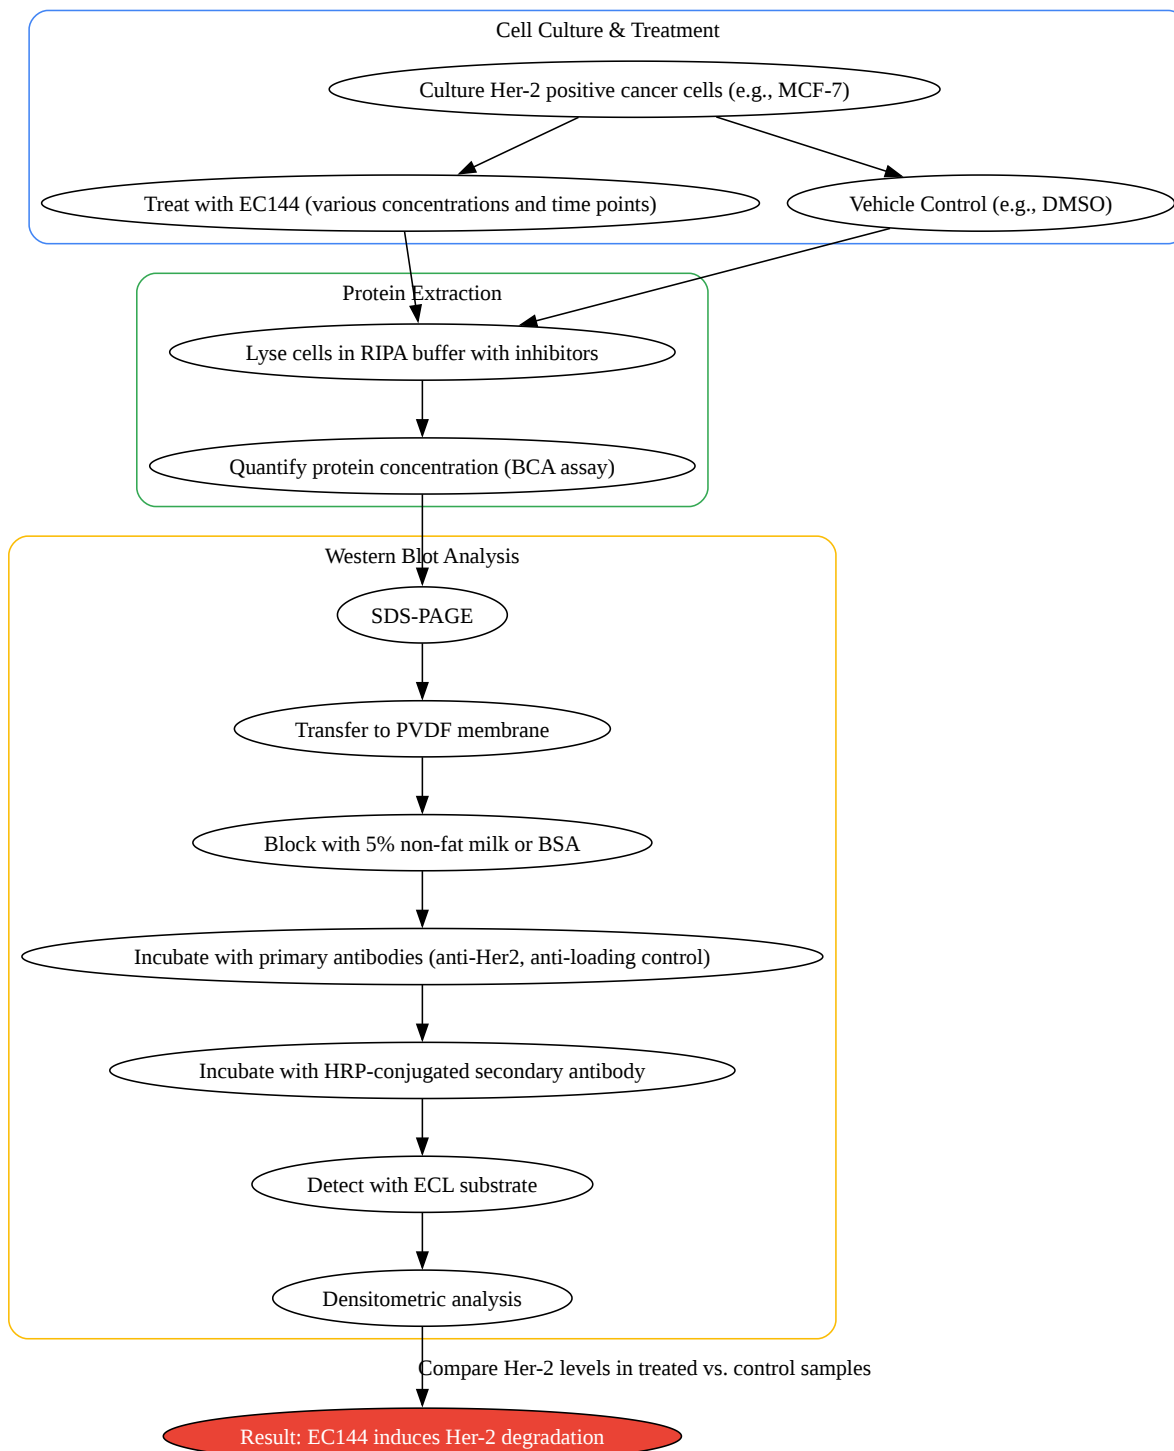 Cell Culture & Treatment
Culture Her-2 positive cancer cells (e.g., MCF-7)
Treat with EC144 (various concentrations and time points)
Vehicle Control (e.g., DMSO)
Protein Extraction
Lyse cells in RIPA buffer with inhibitors
Quantify protein concentration (BCA assay)
Western Blot Analysis
SDS-PAGE
Transfer to PVDF membrane
Block with 5% non-fat milk or BSA
Incubate with primary antibodies (anti-Her2, anti-loading control)
Incubate with HRP-conjugated secondary antibody
Detect with ECL substrate
Densitometric analysis
Compare Her-2 levels in treated vs. control samples
Result: EC144 induces Her-2 degradation